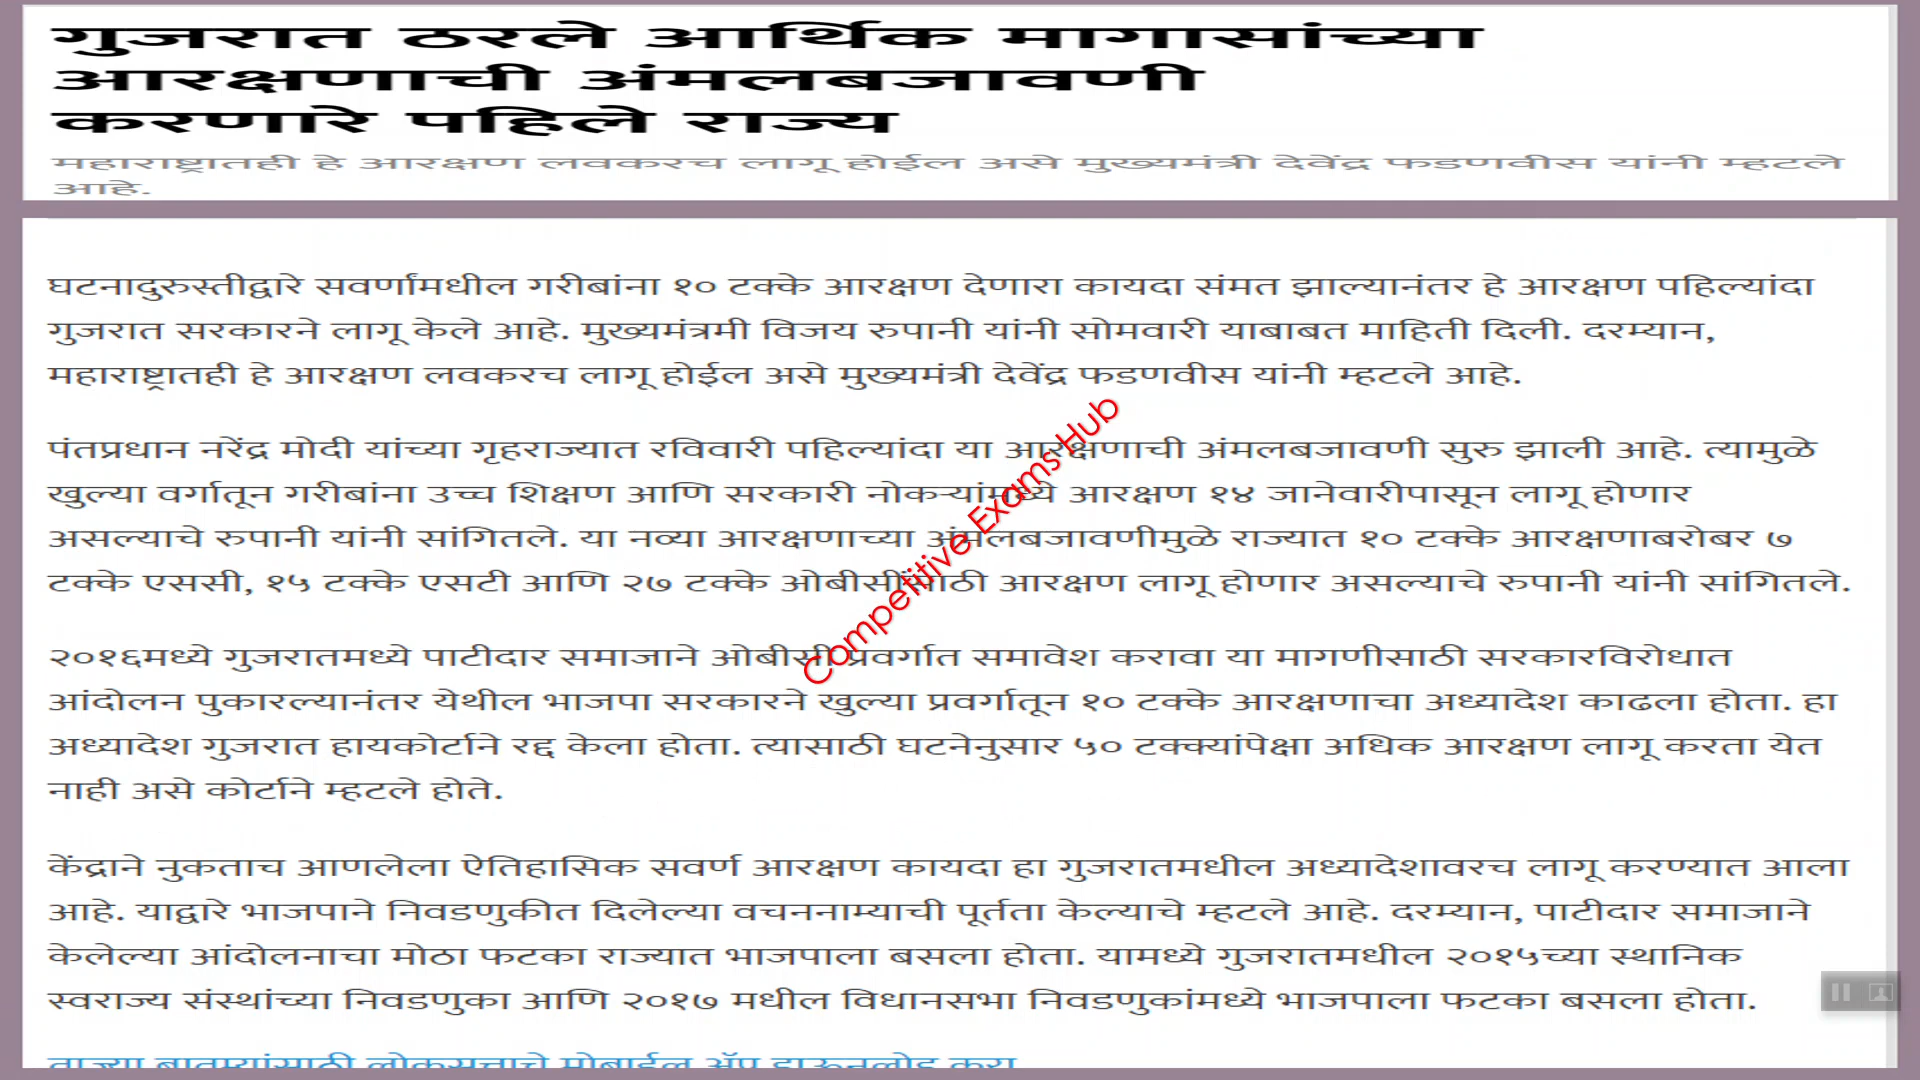 गुजरात ठरले आर्थिक मागासांच्या
आरक्षणाची अंमलबजावणी
करणारे पहिले राज्य
महाराष्ट्रातही हे आरक्षण लवकरच लागू होईल असे मुख्यमंत्री देवेंद्र फडणवीस यांनी म्हटले
आहे.
घटनादुरुस्तीद्वारे सवर्णांमधील गरीबांना १० टक्के आरक्षण देणारा कायदा संमत झाल्यानंतर हे आरक्षण पहिल्यांदा
गुजरात सरकारने लागू केले आहे. मुख्यमंत्रमी विजय रुपानी यांनी सोमवारी याबाबत माहिती दिली. दरम्यान,
महाराष्ट्रातही हे आरक्षण लवकरच लागू होईल असे मुख्यमंत्री देवेंद्र फडणवीस यांनी म्हटले आहे.
पंतप्रधान नरेंद्र मोदी यांच्या गृहराज्यात रविवारी पहिल्यांदा या आरक्षणाची अंमलबजावणी सुरु झाली आहे. त्यामुळे
खुल्या वर्गातून गरीबांना उच्च शिक्षण आणि सरकारी नोकऱ्यांमध्ये आरक्षण १४ जानेवारीपासून लागू होणार
असल्याचे रुपानी यांनी सांगितले. या नव्या आरक्षणाच्या अंमलबजावणीमुळे राज्यात १० टक्के आरक्षणाबरोबर ७
टक्के एससी, १५ टक्के एसटी आणि २७ टक्के ओबीसींसाठी आरक्षण लागू होणार असल्याचे रुपानी यांनी सांगितले.
२०१६मध्ये गुजरातमध्ये पाटीदार समाजाने ओबीसी प्रवर्गात समावेश करावा या मागणीसाठी सरकारविरोधात
आंदोलन पुकारल्यानंतर येथील भाजपा सरकारने खुल्या प्रवर्गातून १० टक्के आरक्षणाचा अध्यादेश काढला होता. हा
अध्यादेश गुजरात हायकोर्टाने रद्द केला होता. त्यासाठी घटनेनुसार ५० टक्क्यांपेक्षा अधिक आरक्षण लागू करता येत
नाही असे कोर्टाने म्हटले होते.
केंद्राने नुकताच आणलेला ऐतिहासिक सवर्ण आरक्षण कायदा हा गुजरातमधील अध्यादेशावरच लागू करण्यात आला
आहे. याद्वारे भाजपाने निवडणुकीत दिलेल्या वचननाम्याची पूर्तता केल्याचे म्हटले आहे. दरम्यान, पाटीदार समाजाने
केलेल्या आंदोलनाचा मोठा फटका राज्यात भाजपाला बसला होता. यामध्ये गुजरातमधील २०१५च्या स्थानिक
स्वराज्य संस्थांच्या निवडणुका आणि २०१७ मधील विधानसभा निवडणुकांमध्ये भाजपाला फटका बसला होता.
ताज्या बातम्यांसाठी लोकसत्ताचे मोबाईल अ‍ॅप डाऊनलोड करा
Competitive Exams Hub